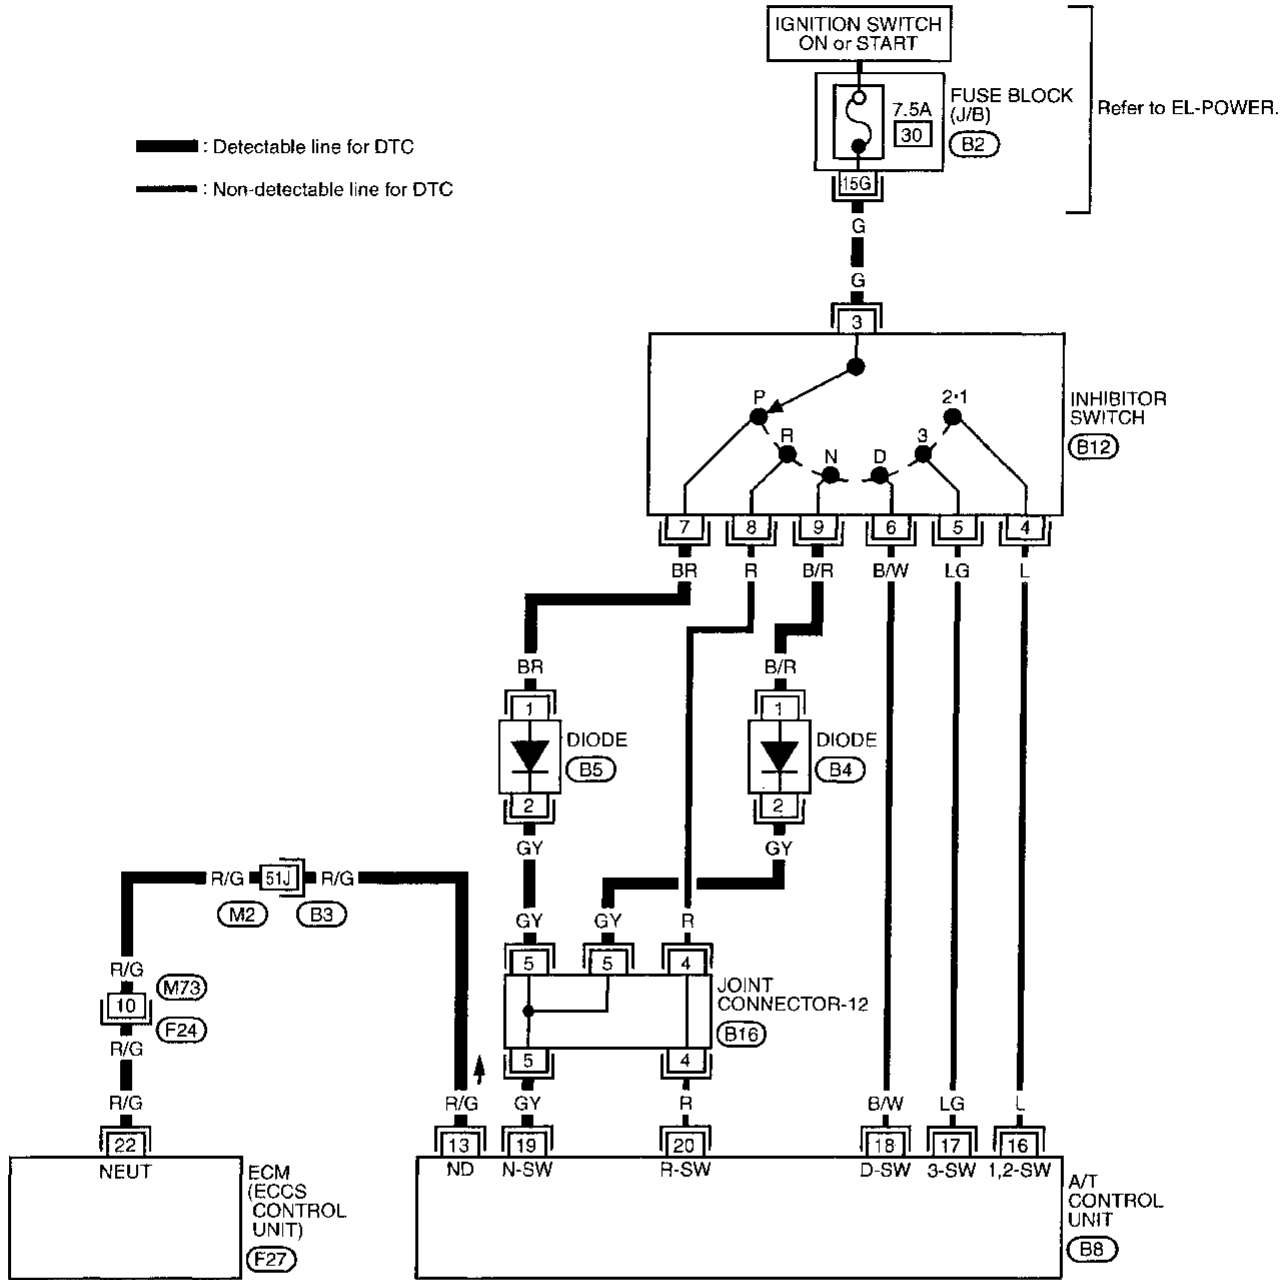 IGNITION SWITCH
ON or START
FUSE BLOCK
(J/B)
7.5A
30
B2
Refer to EL-POWER.
: Detectable line for DTC
: Non-detectable line for DTC
15G
G
G
3
P
R
N
D
3
2·1
INHIBITOR
SWITCH
B12
7 8 9 6 5 4
BR R B/R B/W LG L
BR B/R
1 1
DIODE
B5
DIODE
B4
2 2
GY GY
R/G 51J R/G
M2 B3
GY GY R
R/G
M73
10
F24
R/G
5 5 4
JOINT
CONNECTOR-12
B16
5 4
R/G R/G GY R B/W LG L
22 13 19 20 18 17 16
NEUT ND N-SW R-SW D-SW 3-SW 1,2-SW
ECM
(ECCS
CONTROL
UNIT)
F27
A/T
CONTROL
UNIT
B8